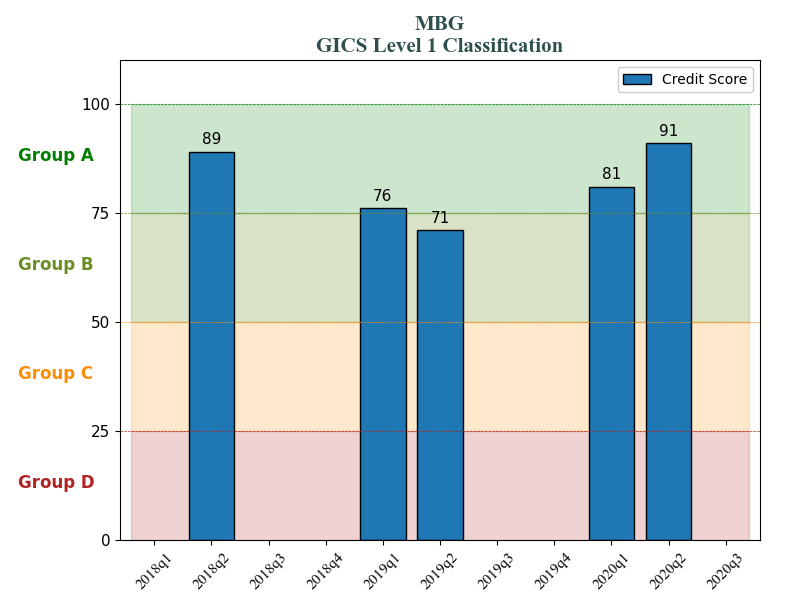 MBG
GICS Level 1 Classification
Credit Score
100
75
50
25
0
Group A
Group B
Group C
Group D
89
76
71
81
91
2018q1
2018q2
2018q3
2018q4
2019q1
2019q2
2019q3
2019q4
2020q1
2020q2
2020q3